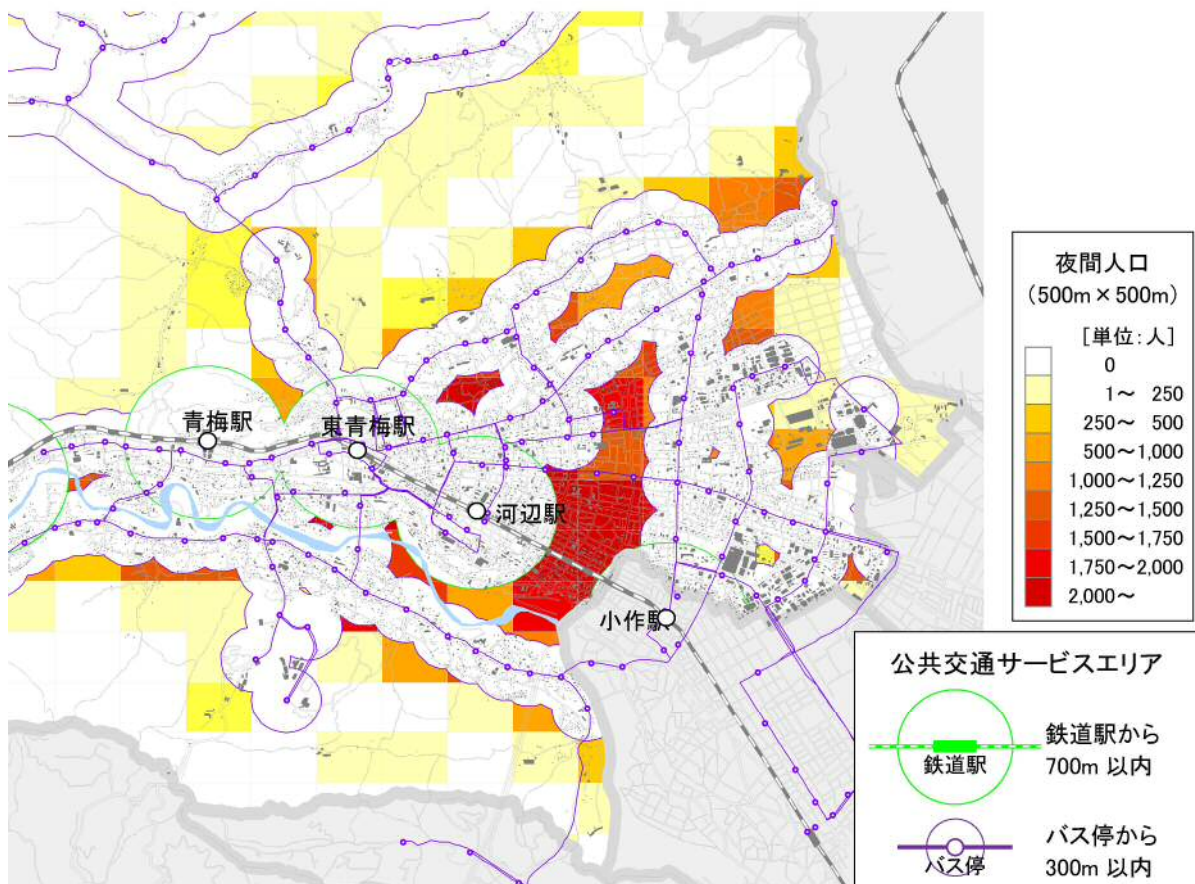 青梅駅
東青梅駅
河辺駅
小作駅
夜間人口
(500m×500m)
[単位:人]
0
1～ 250
250～ 500
500～1,000
1,000～1,250
1,250～1,500
1,500～1,750
1,750～2,000
2,000～
公共交通サービスエリア
鉄道駅
鉄道駅から
700m 以内
バス停
バス停から
300m 以内